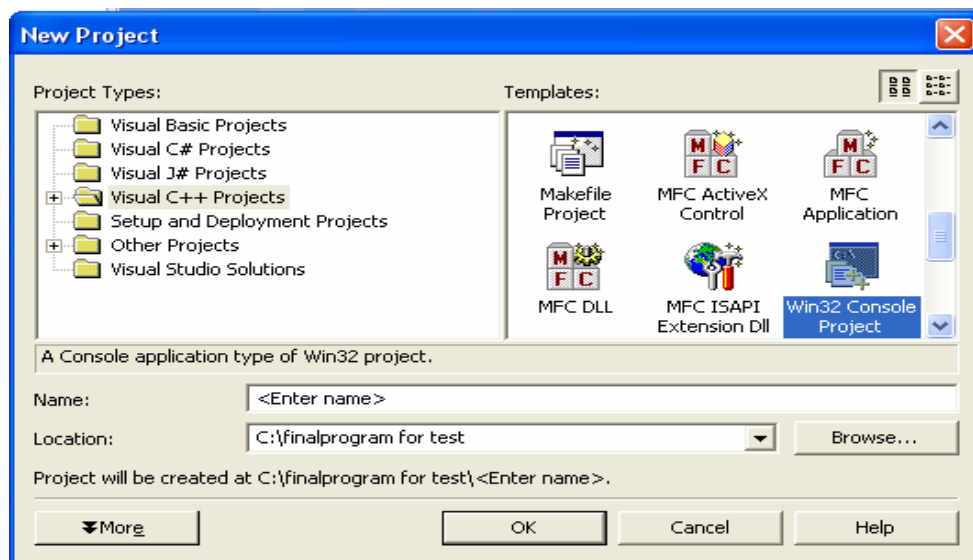 New Project
Project Types:
Templates:
Visual Basic Projects
Visual C# Projects
Visual J# Projects
Visual C++ Projects
Setup and Deployment Projects
Other Projects
Visual Studio Solutions
Makefile
Project
MFC ActiveX
Control
MFC
Application
MFC DLL
MFC ISAPI
Extension Dll
Win32 Console
Project
A Console application type of Win32 project.
Name:
<Enter name>
Location:
C:\finalprogram for test
Browse...
Project will be created at C:\finalprogram for test\<Enter name>.
More
OK
Cancel
Help